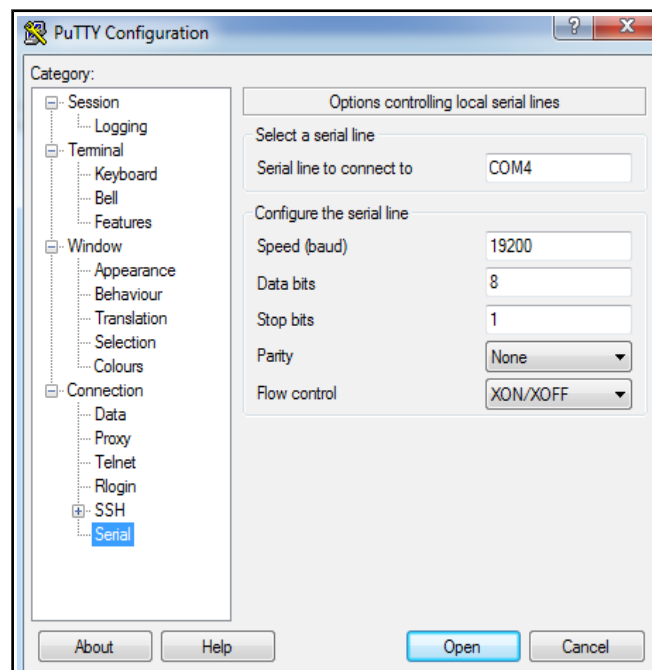 PuTTY Configuration
?
X
Category:
Session
Logging
Terminal
Keyboard
Bell
Features
Window
Appearance
Behaviour
Translation
Selection
Colours
Connection
Data
Proxy
Telnet
Rlogin
SSH
Serial
Options controlling local serial lines
Select a serial line
Serial line to connect to COM4
Configure the serial line
Speed (baud) 19200
Data bits 8
Stop bits 1
Parity None
Flow control XON/XOFF
About Help Open Cancel